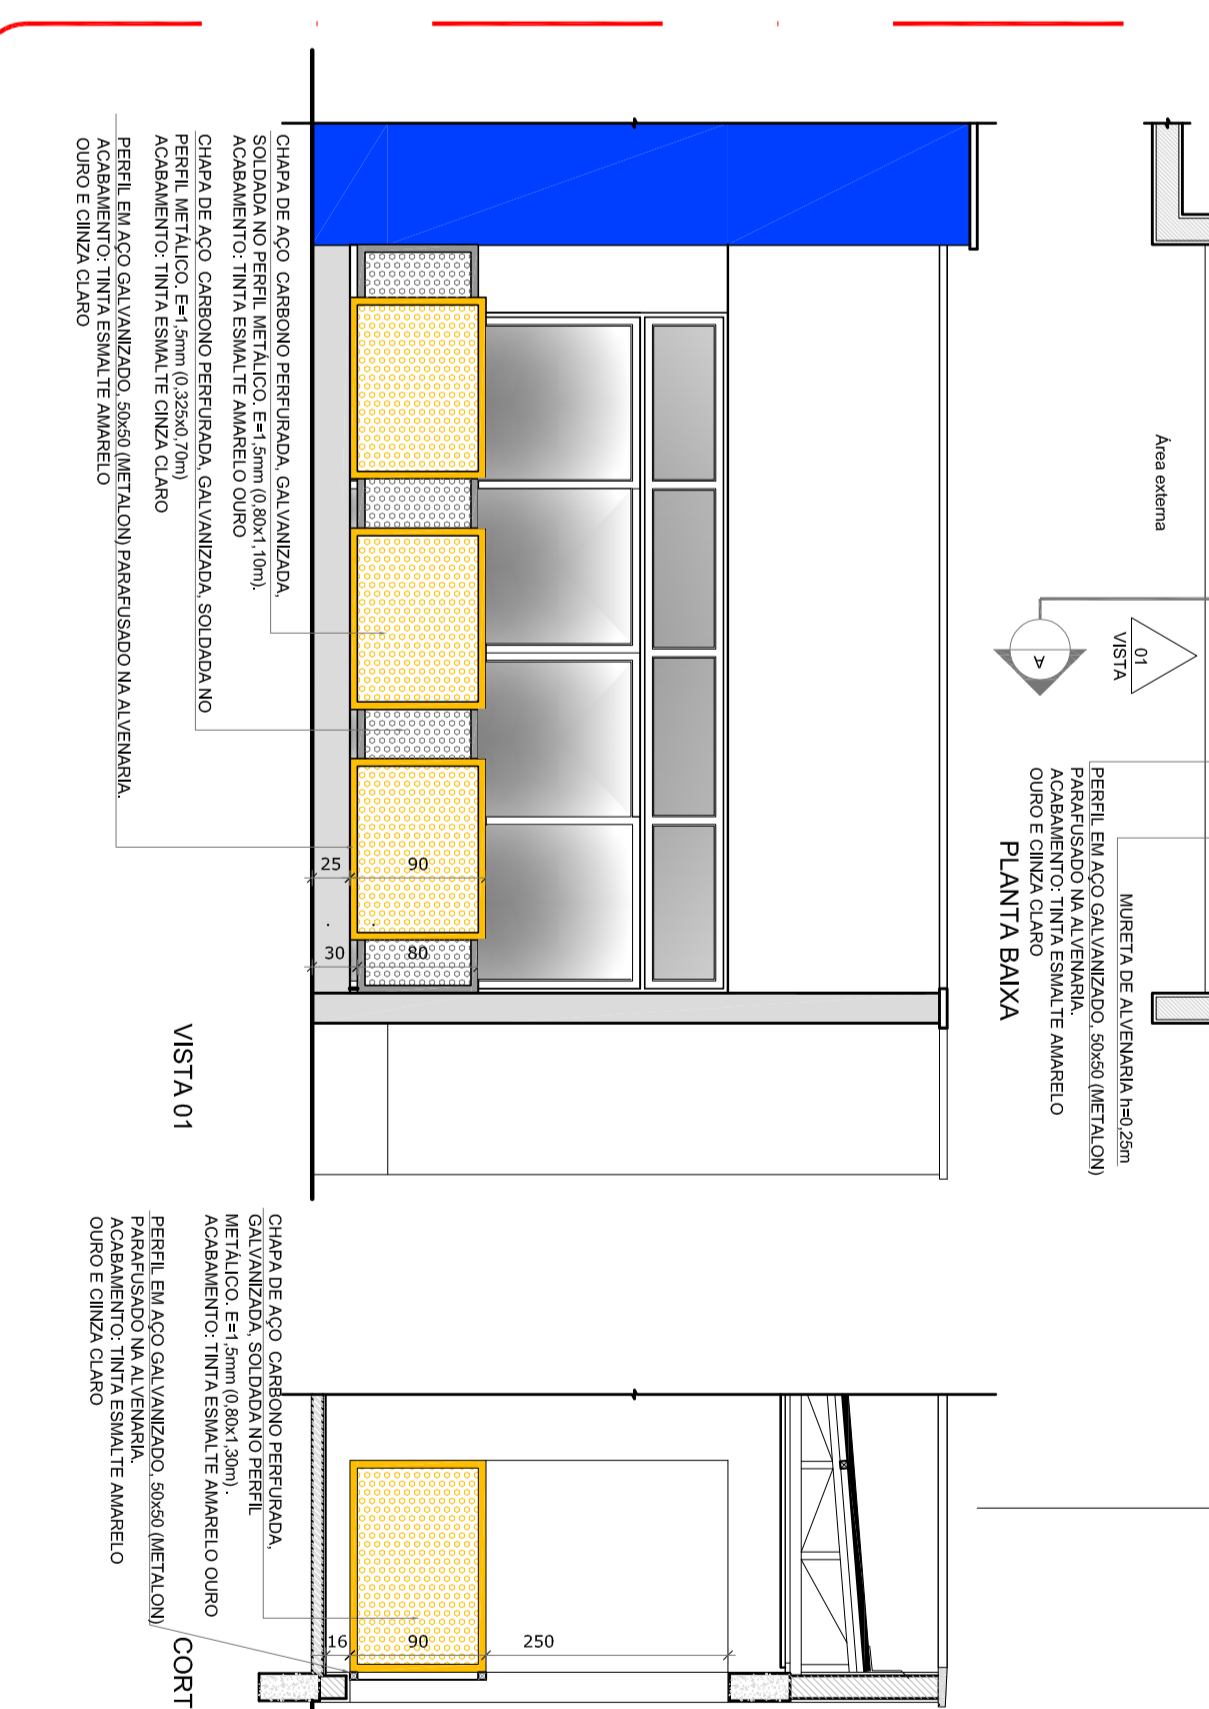 Área externa
01
VISTA
A
MURETA DE ALVENARIA h=0,25m
PERFIL EM AÇO GALVANIZADO, 50x50 (METALON)
PARAFUSADO NA ALVENARIA.
ACABAMENTO: TINTA ESMALTE AMARELO
OURO E CIINZA CLARO
PLANTA BAIXA
CHAPA DE AÇO  CARBONO PERFURADA, GALVANIZADA,
SOLDADA NO PERFIL METÁLICO. E=1,5mm (0,80x1,10m).
ACABAMENTO: TINTA ESMALTE AMARELO OURO
CHAPA DE AÇO  CARBONO PERFURADA, GALVANIZADA, SOLDADA NO
PERFIL METÁLICO. E=1,5mm (0,325x0,70m)
ACABAMENTO: TINTA ESMALTE CINZA CLARO
PERFIL EM AÇO GALVANIZADO, 50x50 (METALON) PARAFUSADO NA ALVENARIA.
ACABAMENTO: TINTA ESMALTE AMARELO
OURO E CIINZA CLARO
25
90
30
80
VISTA 01
CHAPA DE AÇO  CARBONO PERFURADA,
GALVANIZADA, SOLDADA NO PERFIL
METÁLICO. E=1,5mm (0,80x1,30m) .
ACABAMENTO: TINTA ESMALTE AMARELO OURO
PERFIL EM AÇO GALVANIZADO, 50x50 (METALON)
PARAFUSADO NA ALVENARIA.
ACABAMENTO: TINTA ESMALTE AMARELO
OURO E CIINZA CLARO
16
90
250
CORT